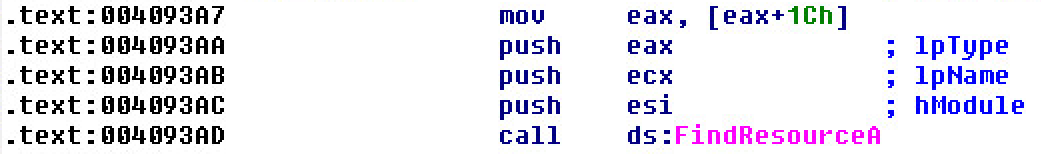 .text:004093A7 mov eax, [eax+1Ch]
.text:004093AA push eax ; lpType
.text:004093AB push ecx ; lpName
.text:004093AC push esi ; hModule
.text:004093AD call ds:FindResourceA